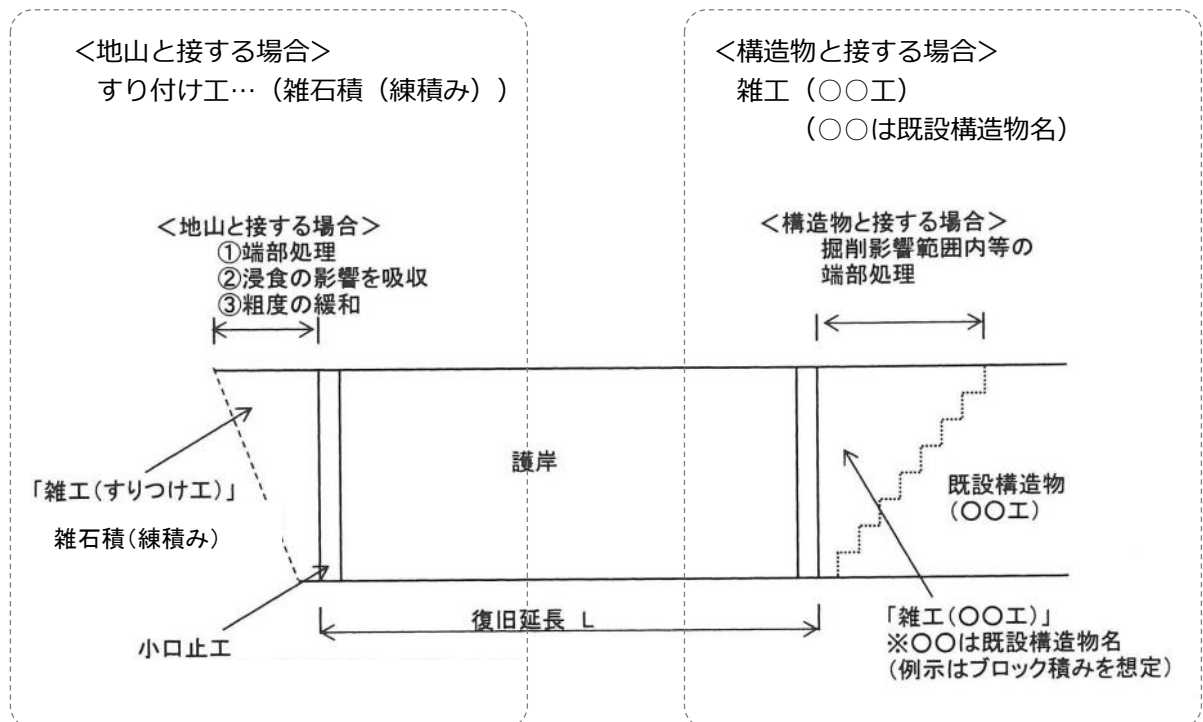 ＜地山と接する場合＞
すり付け工…（雑石積（練積み））
＜構造物と接する場合＞
雑工（○○工）
（○○は既設構造物名）
＜地山と接する場合＞
①端部処理
②浸食の影響を吸収
③粗度の緩和
＜構造物と接する場合＞
掘削影響範囲内等の
端部処理
護岸
「雑工(すりつけ工)」
雑石積(練積み)
既設構造物
(○○工)
小口止工
復旧延長 L
「雑工(○○工)」
※○○は既設構造物名
(例示はブロック積みを想定)